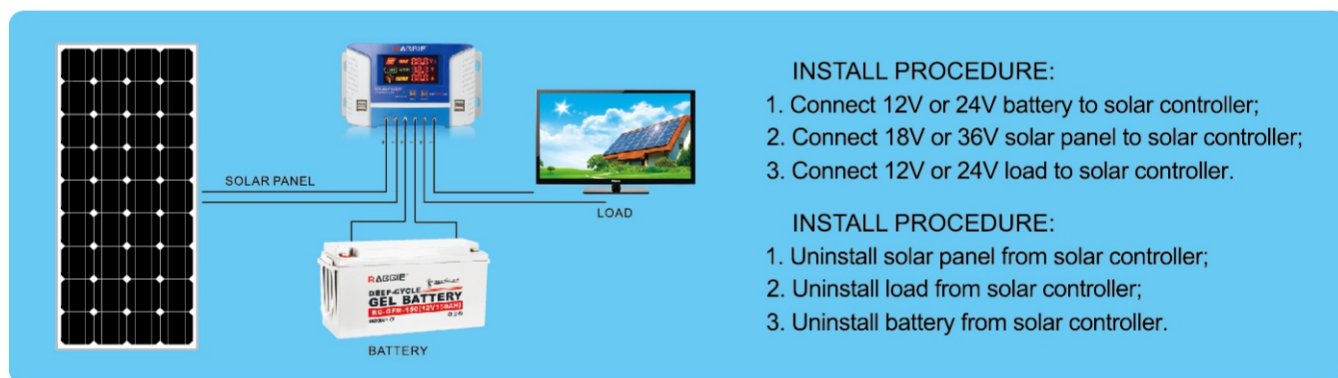 SOLAR PANEL
LOAD
RAGGIE
DEEP-CYCLE
GEL BATTERY
BATTERY
INSTALL PROCEDURE:
1. Connect 12V or 24V battery to solar controller;
2. Connect 18V or 36V solar panel to solar controller;
3. Connect 12V or 24V load to solar controller.
INSTALL PROCEDURE:
1. Uninstall solar panel from solar controller;
2. Uninstall load from solar controller;
3. Uninstall battery from solar controller.